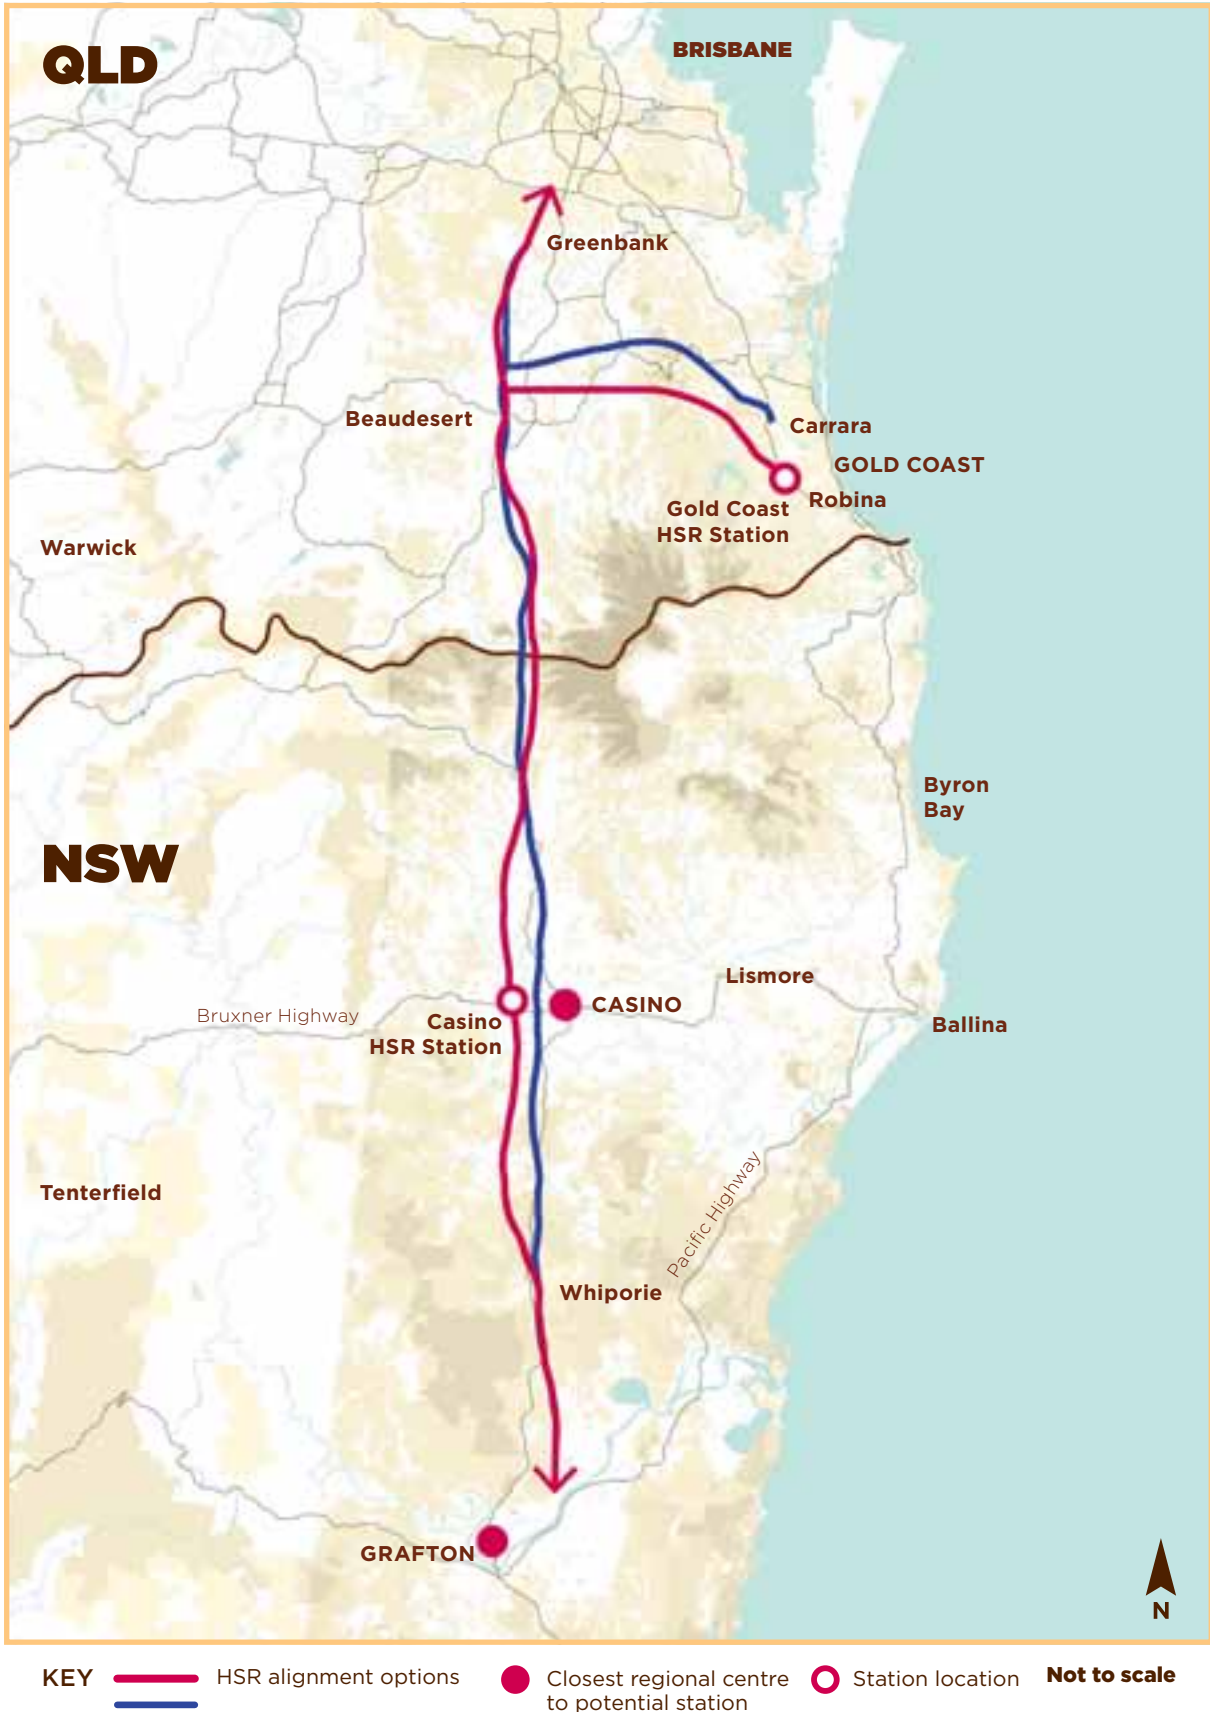 QLD
BRISBANE
Greenbank
Beaudesert
Carrara
GOLD COAST
Robina
Gold Coast
HSR Station
Warwick
Byron
Bay
NSW
Lismore
CASINO
Bruxner Highway
Casino
HSR Station
Ballina
Pacific Highway
Tenterfield
Whiporie
GRAFTON
N
KEY
HSR alignment options
Closest regional centre
to potential station
Station location
Not to scale